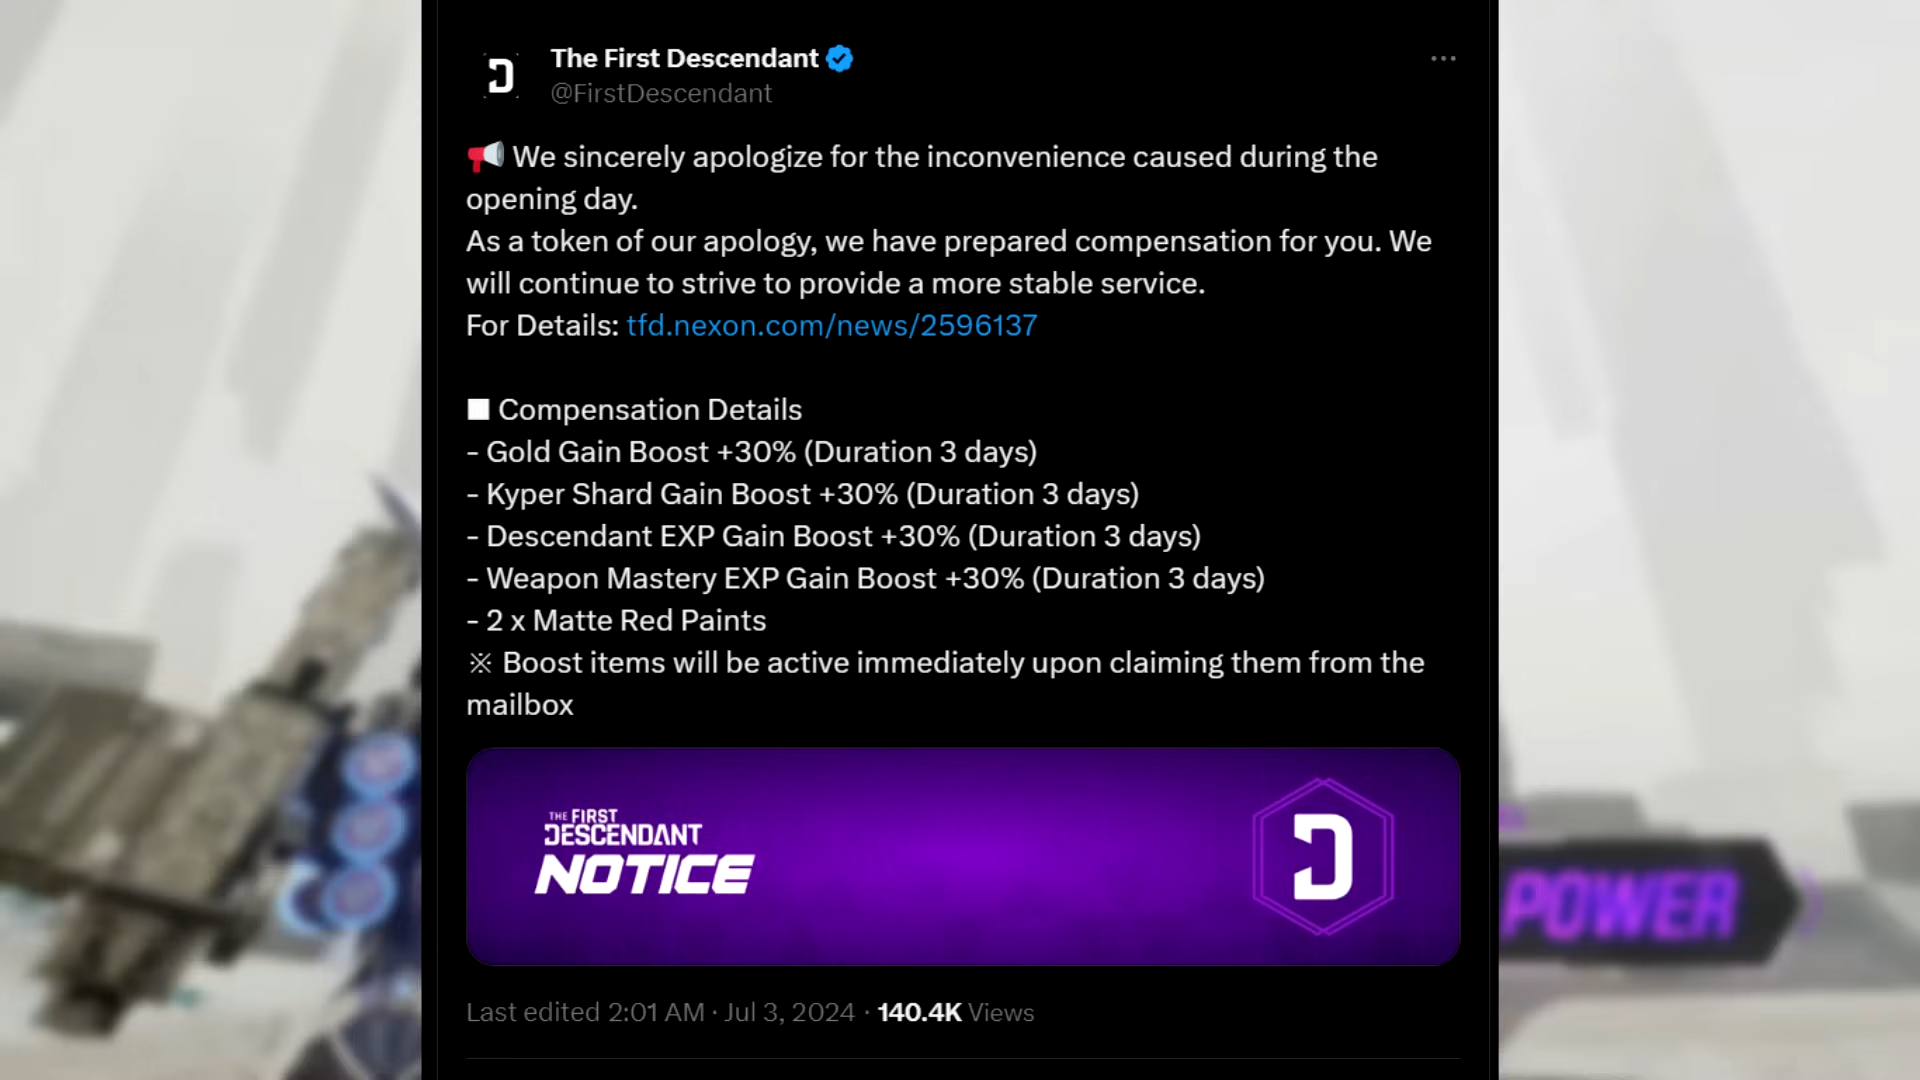 The First Descendant
@FirstDescendant
📢 We sincerely apologize for the inconvenience caused during the
opening day.
As a token of our apology, we have prepared compensation for you. We
will continue to strive to provide a more stable service.
For Details: tfd.nexon.com/news/2596137
■ Compensation Details
- Gold Gain Boost +30% (Duration 3 days)
- Kyper Shard Gain Boost +30% (Duration 3 days)
- Descendant EXP Gain Boost +30% (Duration 3 days)
- Weapon Mastery EXP Gain Boost +30% (Duration 3 days)
- 2 x Matte Red Paints
※ Boost items will be active immediately upon claiming them from the
mailbox
THE FIRST
DESCENDANT
NOTICE
POWER
Last edited 2:01 AM · Jul 3, 2024 · 140.4K Views